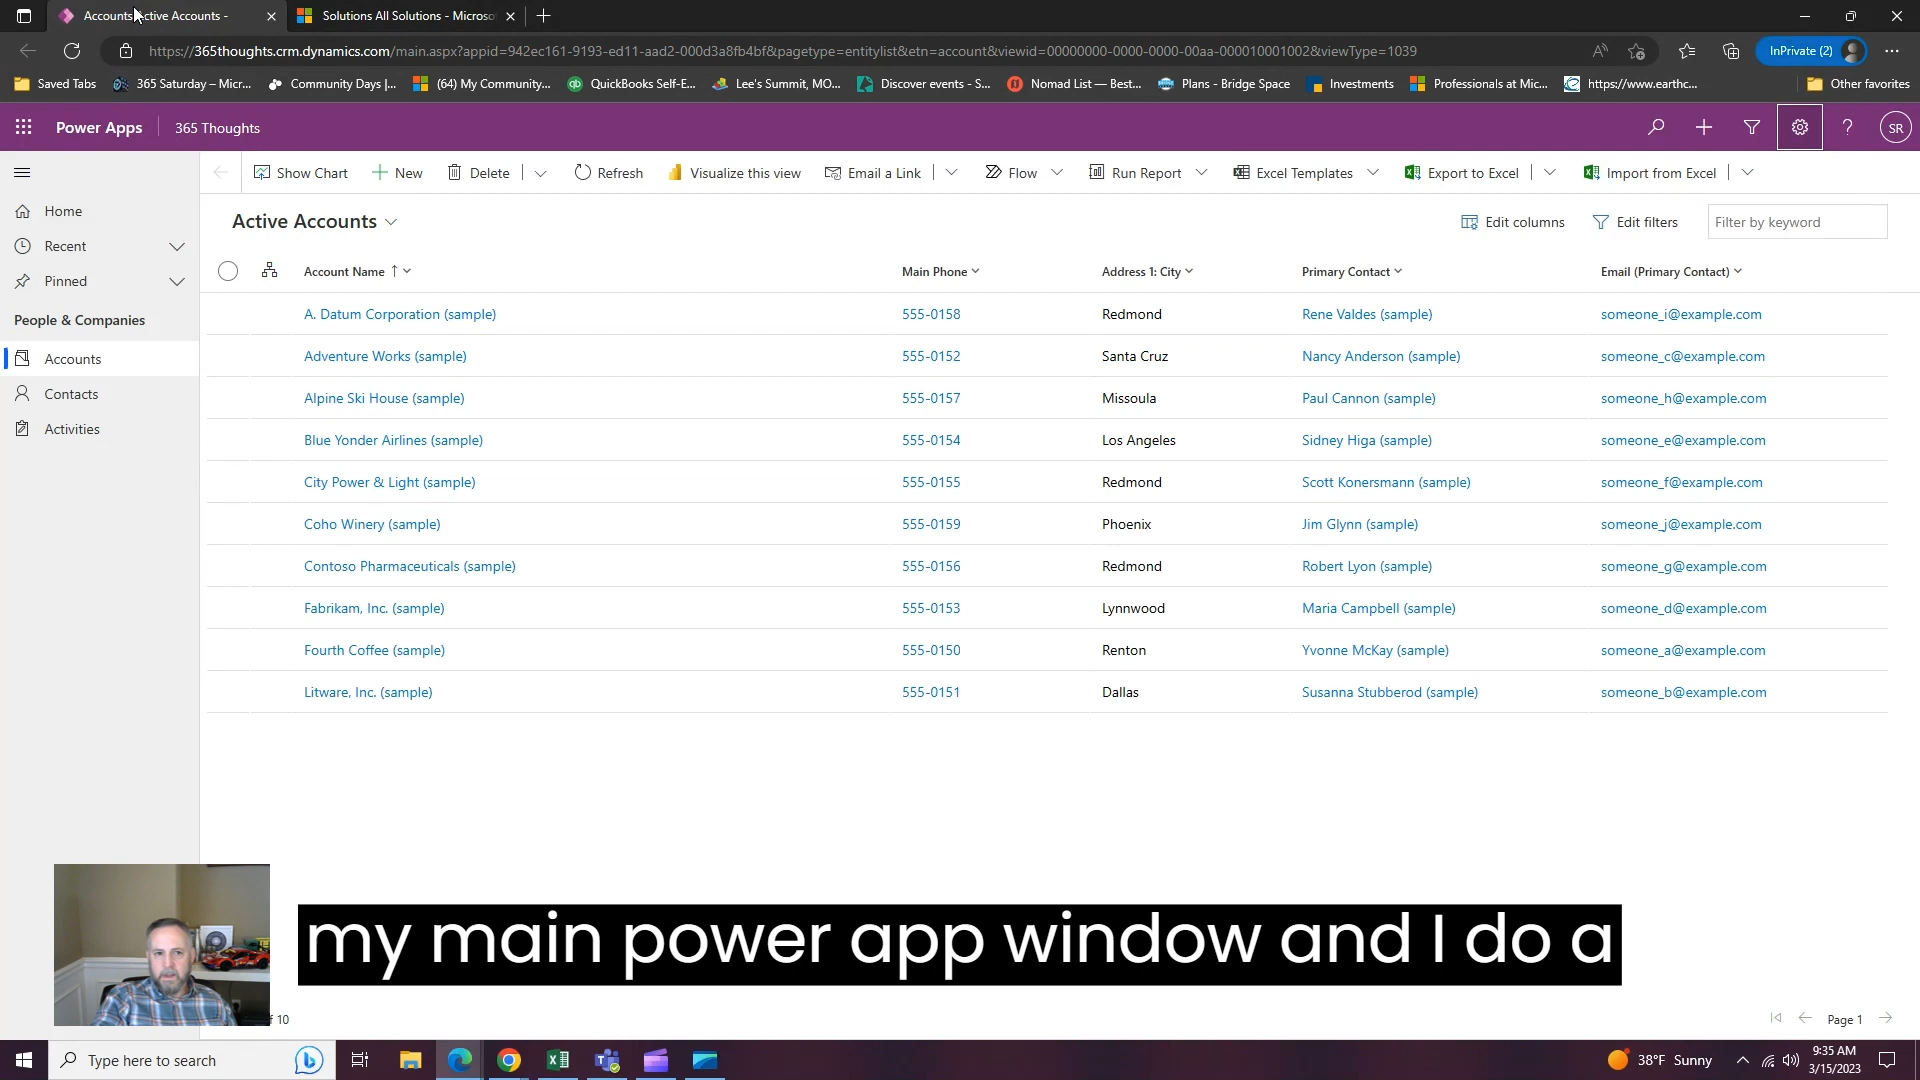 Accounts Active Accounts -
Solutions All Solutions - Microso
https://365thoughts.crm.dynamics.com/main.aspx?appid=942ec161-9193-ed11-aad2-000d3a8fb4bf&pagetype=entitylist&etn=account&viewid=00000000-0000-0000-00aa-000010001002&viewType=1039
InPrivate (2)
Saved Tabs
365 Saturday – Micr...
Community Days |...
(64) My Community...
QuickBooks Self-E...
Lee's Summit, MO...
Discover events - S...
Nomad List — Best...
Plans - Bridge Space
Investments
Professionals at Mic...
https://www.earthc...
Other favorites
Power Apps
365 Thoughts
SR
Show Chart
New
Delete
Refresh
Visualize this view
Email a Link
Flow
Run Report
Excel Templates
Export to Excel
Import from Excel
Home
Recent
Pinned
People & Companies
Accounts
Contacts
Activities
Active Accounts
Edit columns
Edit filters
Filter by keyword
Account Name Main Phone Address 1: City Primary Contact Email (Primary Contact)
A. Datum Corporation (sample) 555-0158 Redmond Rene Valdes (sample) someone_i@example.com
Adventure Works (sample) 555-0152 Santa Cruz Nancy Anderson (sample) someone_c@example.com
Alpine Ski House (sample) 555-0157 Missoula Paul Cannon (sample) someone_h@example.com
Blue Yonder Airlines (sample) 555-0154 Los Angeles Sidney Higa (sample) someone_e@example.com
City Power & Light (sample) 555-0155 Redmond Scott Konersmann (sample) someone_f@example.com
Coho Winery (sample) 555-0159 Phoenix Jim Glynn (sample) someone_j@example.com
Contoso Pharmaceuticals (sample) 555-0156 Redmond Robert Lyon (sample) someone_g@example.com
Fabrikam, Inc. (sample) 555-0153 Lynnwood Maria Campbell (sample) someone_d@example.com
Fourth Coffee (sample) 555-0150 Renton Yvonne McKay (sample) someone_a@example.com
Litware, Inc. (sample) 555-0151 Dallas Susanna Stubberod (sample) someone_b@example.com
my main power app window and I do a
f 10
Page 1
Type here to search
38°F Sunny
9:35 AM
3/15/2023